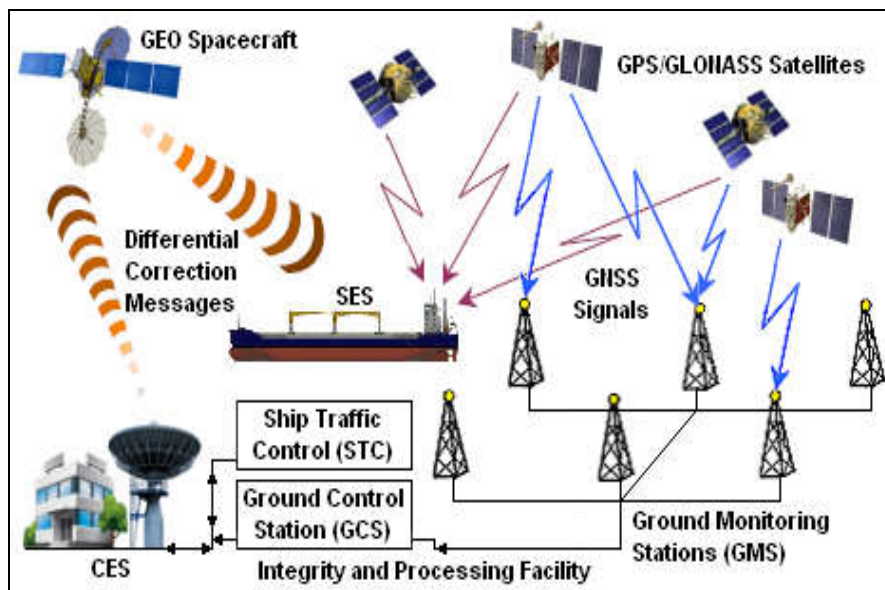 GEO Spacecraft
GPS/GLONASS Satellites
Differential
Correction
Messages
SES
GNSS
Signals
Ship Traffic
Control (STC)
Ground Control
Station (GCS)
Ground Monitoring
Stations (GMS)
CES
Integrity and Processing Facility